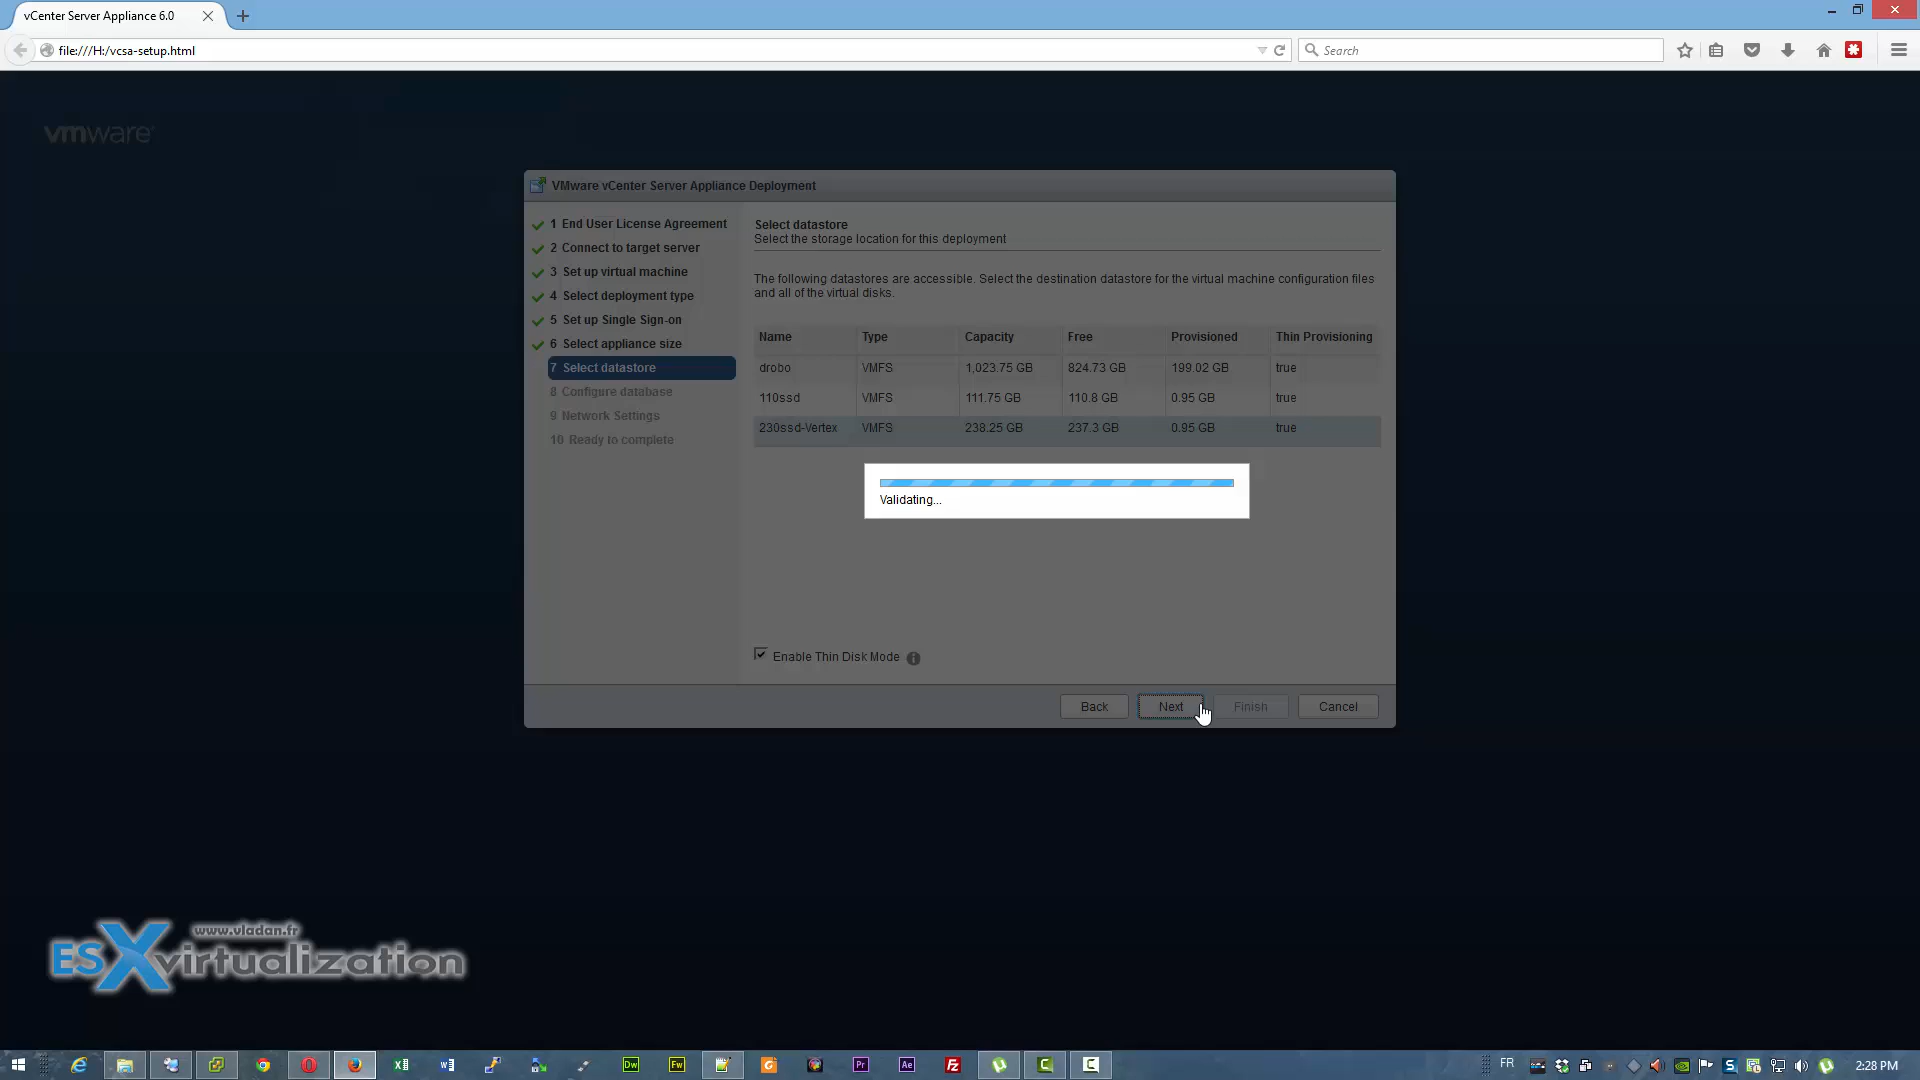 vCenter Server Appliance 6.0
file:///H:/vcsa-setup.html
Search
vmware
VMware vCenter Server Appliance Deployment
1 End User License Agreement
2 Connect to target server
3 Set up virtual machine
4 Select deployment type
5 Set up Single Sign-on
6 Select appliance size
7 Select datastore
8 Configure database
9 Network Settings
10 Ready to complete
Select datastore
Select the storage location for this deployment
The following datastores are accessible. Select the destination datastore for the virtual machine configuration files
and all of the virtual disks.
Name Type Capacity Free Provisioned Thin Provisioning
drobo VMFS 1,023.75 GB 824.73 GB 199.02 GB true
110ssd VMFS 111.75 GB 110.8 GB 0.95 GB true
230ssd-Vertex VMFS 238.25 GB 237.3 GB 0.95 GB true
Validating...
Enable Thin Disk Mode
Back Next Finish Cancel
www.vladan.fr
ESXvirtualization
Dw Fw Pr Ae Fz
FR
2:28 PM